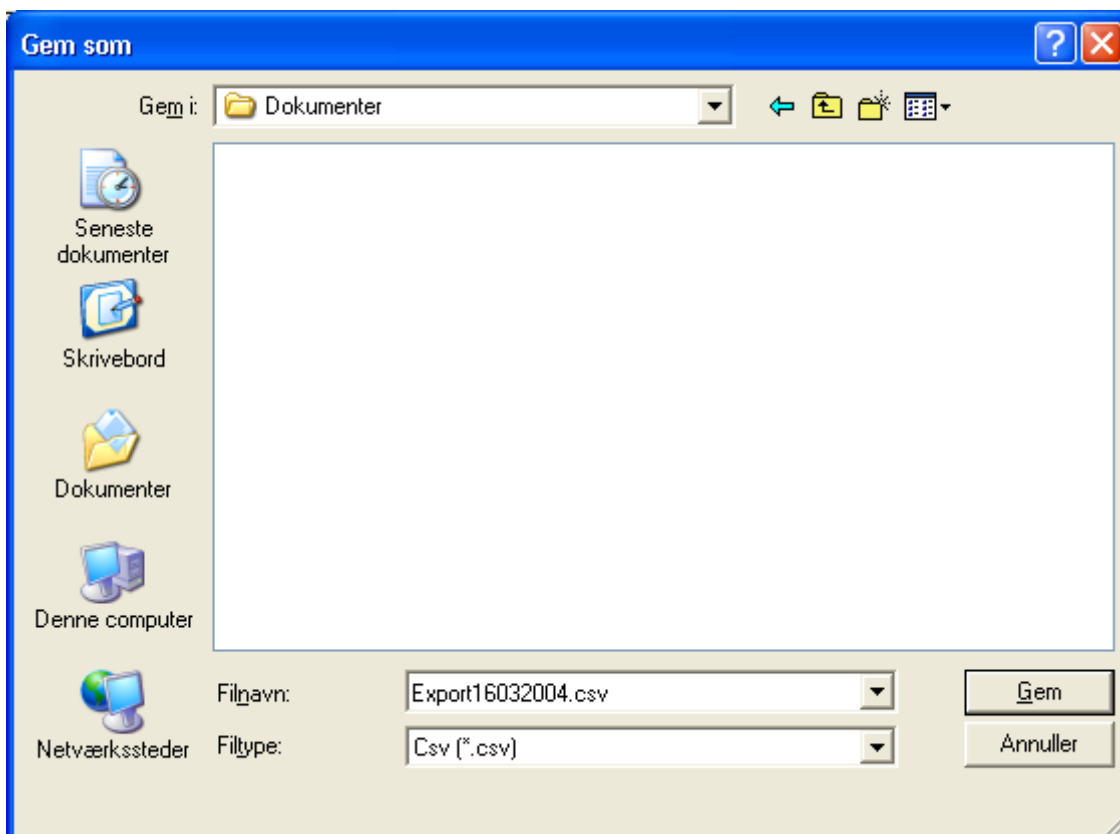 Gem som
Gem i: Dokumenter
Seneste
dokumenter
Skrivebord
Dokumenter
Denne computer
Netværkssteder
Filnavn: Export16032004.csv Gem
Filtype: Csv (*.csv) Annuller